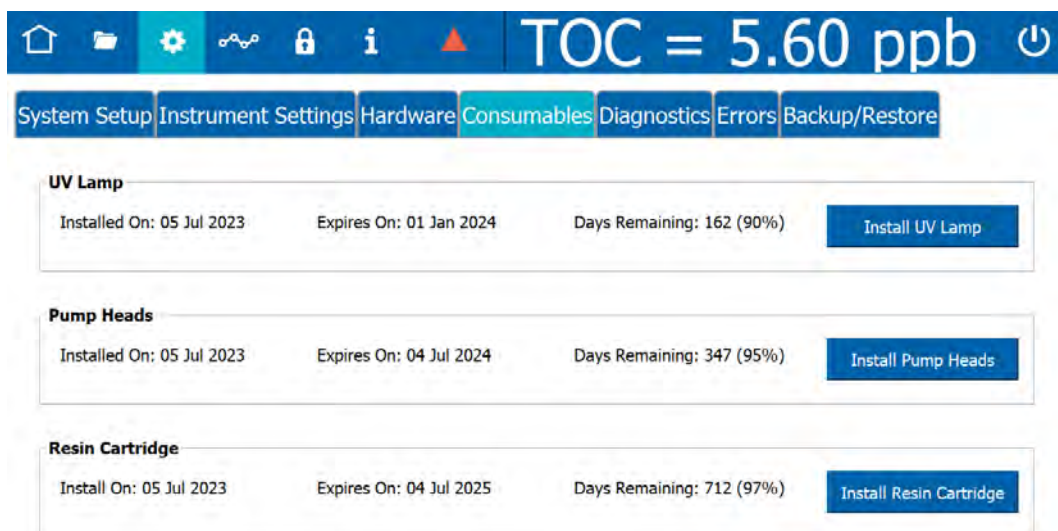 TOC = 5.60 ppb
System Setup Instrument Settings Hardware Consumables Diagnostics Errors Backup/Restore
UV Lamp
Installed On: 05 Jul 2023 Expires On: 01 Jan 2024 Days Remaining: 162 (90%) Install UV Lamp
Pump Heads
Installed On: 05 Jul 2023 Expires On: 04 Jul 2024 Days Remaining: 347 (95%) Install Pump Heads
Resin Cartridge
Install On: 05 Jul 2023 Expires On: 04 Jul 2025 Days Remaining: 712 (97%) Install Resin Cartridge